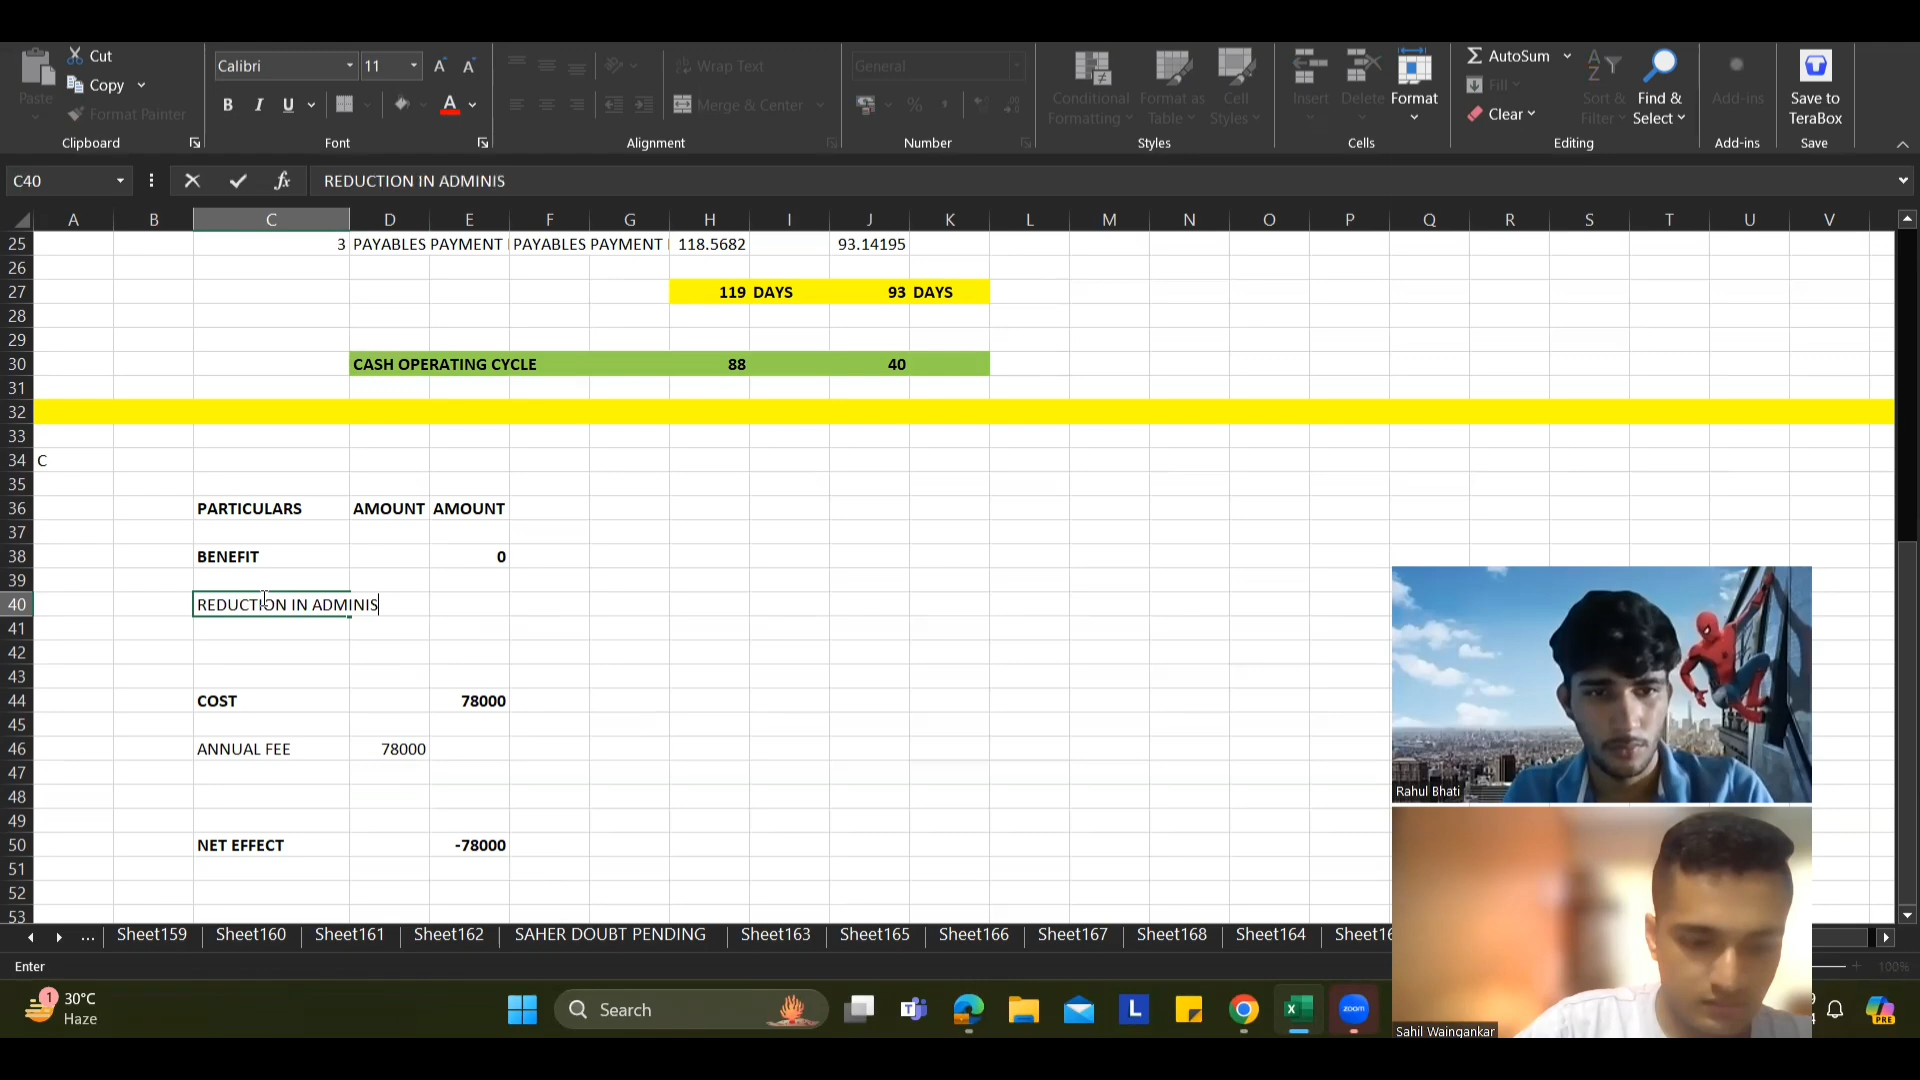 Paste
Cut
Copy
Format Painter
Clipboard
Calibri 11 A A
B I U A
Font
Wrap Text
Merge & Center
Alignment
General
%
Number
Conditional Formatting
Format as Table
Cell Styles
Styles
Insert
Delete
Format
Cells
AutoSum
Fill
Clear
Sort & Filter
Find & Select
Editing
Add-ins
Add-ins
Save to TeraBox
Save
C40 fx REDUCTION IN ADMINIS
A B C D E F G H I J K L M N O P Q R S T U V
25 3 PAYABLES PAYMENT PAYABLES PAYMENT 118.5682 93.14195
26
27 119 DAYS 93 DAYS
28
29
30 CASH OPERATING CYCLE 88 40
31
32
33
34 C
35
36 PARTICULARS AMOUNT AMOUNT
37
38 BENEFIT 0
39
40 REDUCTION IN ADMINIS
41
42
43
44 COST 78000
45
46 ANNUAL FEE 78000
47
48
49
50 NET EFFECT -78000
51
52
53
Rahul Bhati
Sahil Waingankar
... Sheet159 Sheet160 Sheet161 Sheet162 SAHER DOUBT PENDING Sheet163 Sheet165 Sheet166 Sheet167 Sheet168 Sheet164 Sheet16
Enter
100%
1 30°C
Haze
Search
L
zoom
PRE